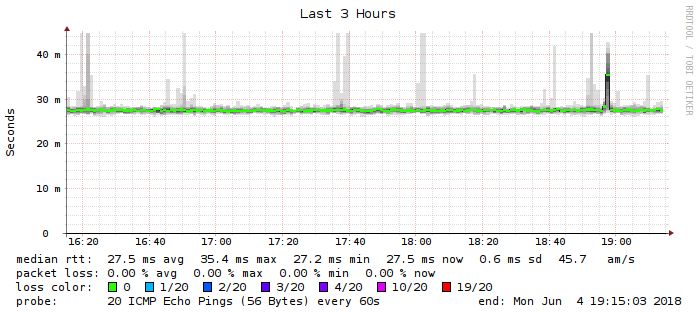 Last 3 Hours
RRDTOOL / TOBI OETIKER
Seconds
40 m
30 m
20 m
10 m
0
16:20 16:40 17:00 17:20 17:40 18:00 18:20 18:40 19:00
median rtt: 27.5 ms avg 35.4 ms max 27.2 ms min 27.5 ms now 0.6 ms sd 45.7 am/s
packet loss: 0.00 % avg 0.00 % max 0.00 % min 0.00 % now
loss color: 0 1/20 2/20 3/20 4/20 10/20 19/20
probe: 20 ICMP Echo Pings (56 Bytes) every 60s end: Mon Jun 4 19:15:03 2018